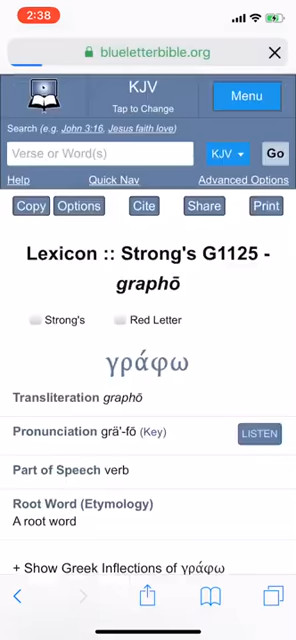 2:38
blueletterbible.org
KJV
Tap to Change
Menu
Search (e.g. John 3:16, Jesus faith love)
Verse or Word(s)
KJV
Go
Help
Quick Nav
Advanced Options
Copy
Options
Cite
Share
Print
Lexicon :: Strong's G1125 -
graphō
Strong's
Red Letter
γράφω
Transliteration graphō
Pronunciation grä'-fō (Key)
LISTEN
Part of Speech verb
Root Word (Etymology)
A root word
+ Show Greek Inflections of γράφω